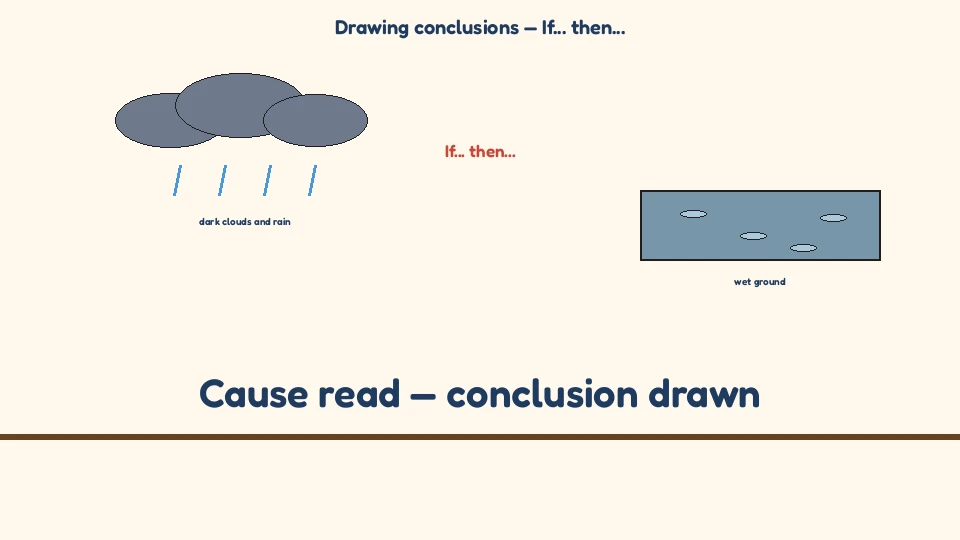 Drawing conclusions — If... then...
If... then...
dark clouds and rain
wet ground
Cause read — conclusion drawn